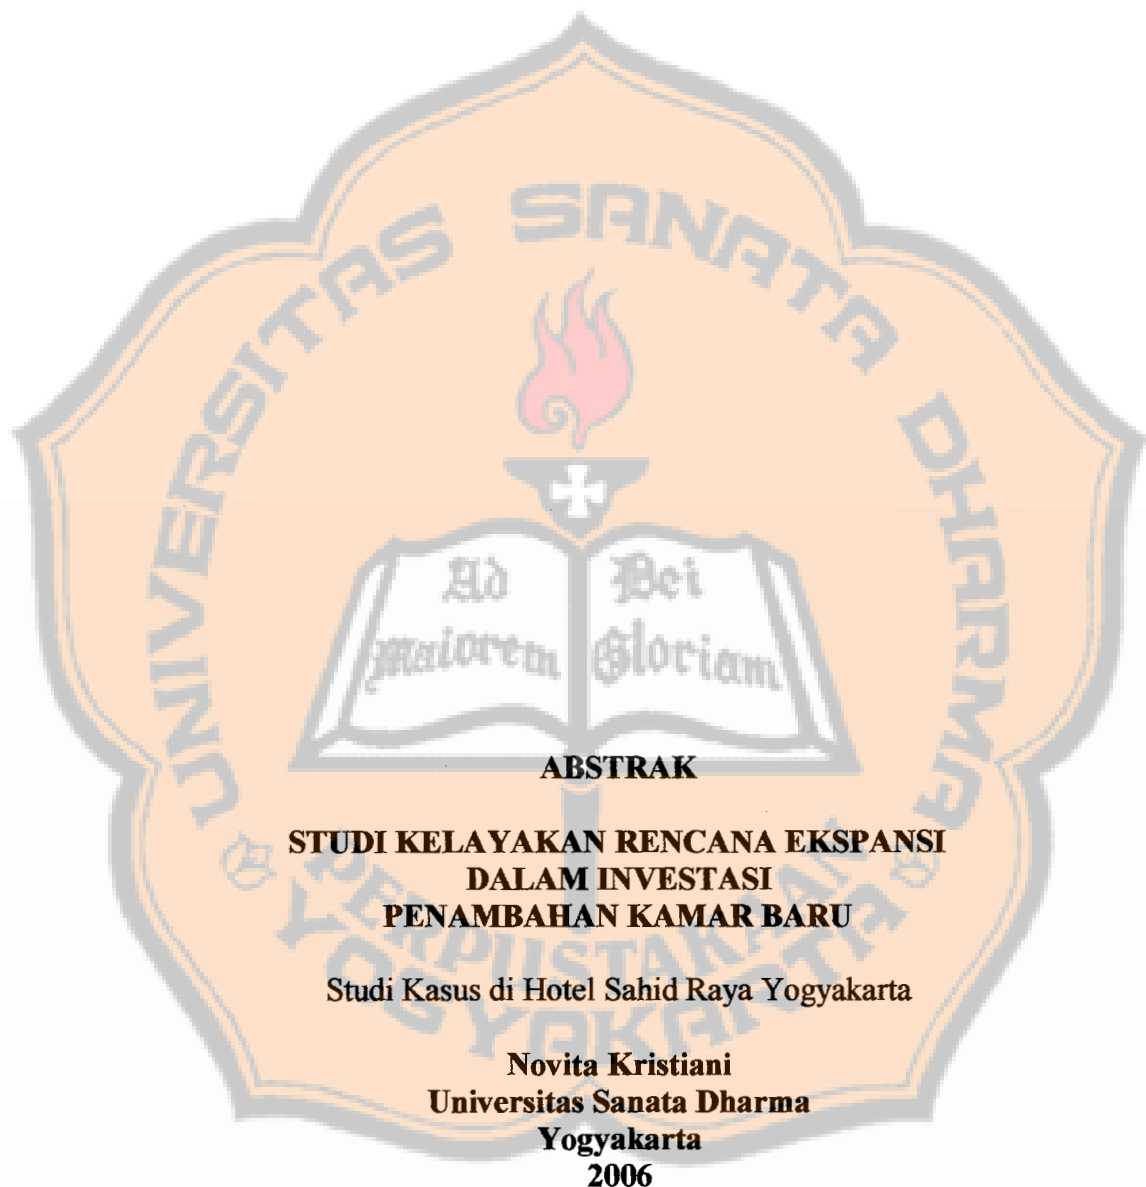 UNIVERSITAS SANATA DHARMA
Ad Dei
maiorem Gloriam
ABSTRAK
STUDI KELAYAKAN RENCANA EKSPANSI
DALAM INVESTASI
PENAMBAHAN KAMAR BARU
PERPUSTAKAAN
YOGYAKARTA
Studi Kasus di Hotel Sahid Raya Yogyakarta
Novita Kristiani
Universitas Sanata Dharma
Yogyakarta
2006